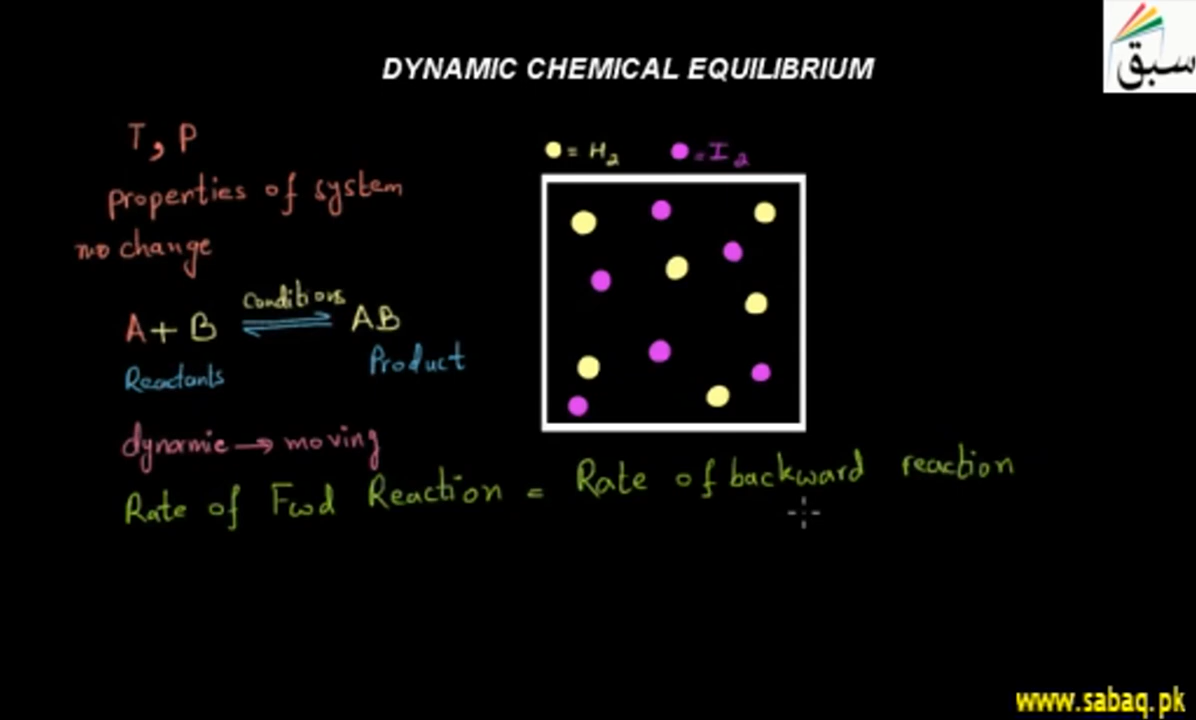 سبق
DYNAMIC CHEMICAL EQUILIBRIUM
T, P
properties of system
no change
= H2 = I2
conditions
A + B ⇌ AB
Reactants Product
dynamic → moving
Rate of Fwd Reaction = Rate of backward reaction
www.sabaq.pk